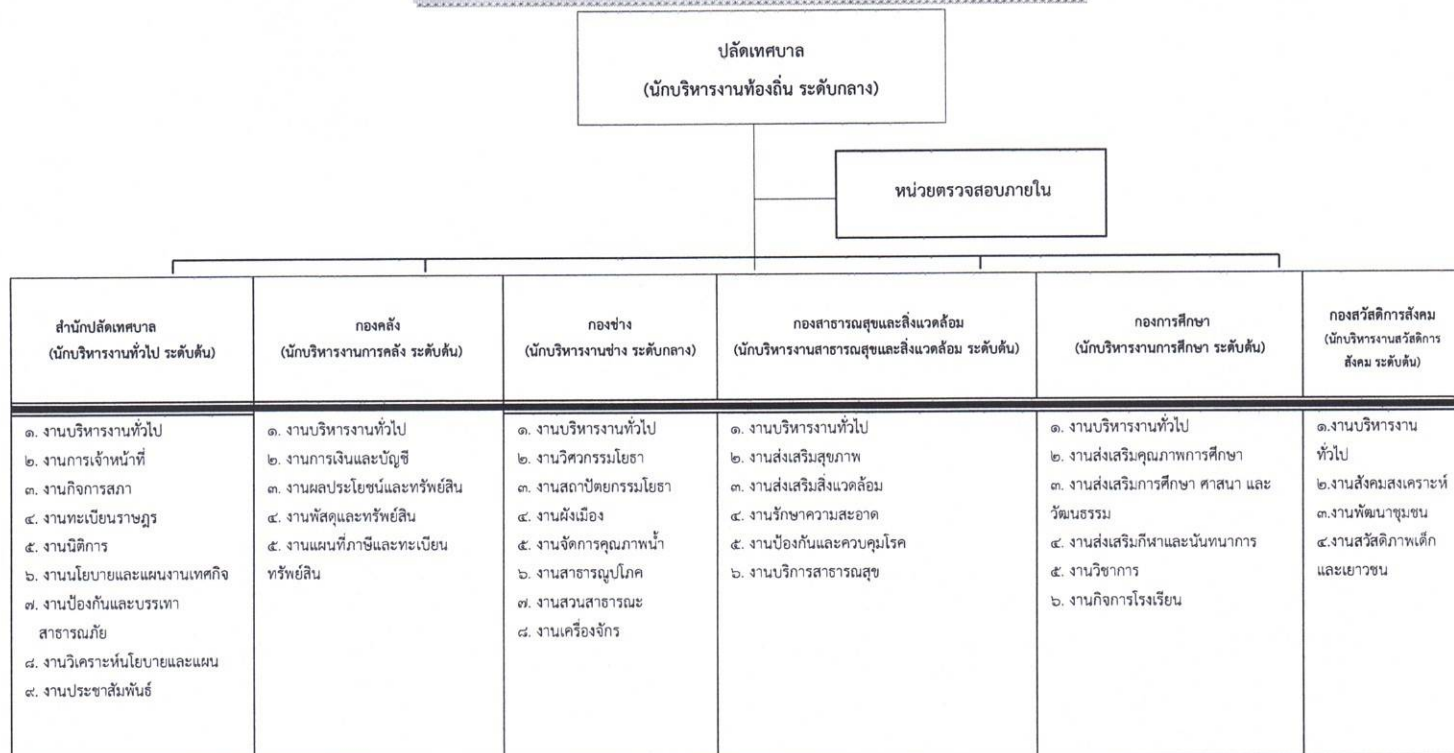 ปลัดเทศบาล
(นักบริหารงานท้องถิ่น ระดับกลาง)
หน่วยตรวจสอบภายใน
สำนักปลัดเทศบาล
(นักบริหารงานทั่วไป ระดับต้น)
กองคลัง
(นักบริหารงานการคลัง ระดับต้น)
กองช่าง
(นักบริหารงานช่าง ระดับกลาง)
กองสาธารณสุขและสิ่งแวดล้อม
(นักบริหารงานสาธารณสุขและสิ่งแวดล้อม ระดับต้น)
กองการศึกษา
(นักบริหารงานการศึกษา ระดับต้น)
กองสวัสดิการสังคม
(นักบริหารงานสวัสดิการ
สังคม ระดับต้น)
๑. งานบริหารงานทั่วไป
๒. งานการเจ้าหน้าที่
๓. งานกิจการสภา
๔. งานทะเบียนราษฎร
๕. งานนิติการ
๖. งานนโยบายและแผนงานเทศกิจ
๗. งานป้องกันและบรรเทา
สาธารณภัย
๘. งานวิเคราะห์นโยบายและแผน
๙. งานประชาสัมพันธ์
๑. งานบริหารงานทั่วไป
๒. งานการเงินและบัญชี
๓. งานผลประโยชน์และทรัพย์สิน
๔. งานพัสดุและทรัพย์สิน
๕. งานแผนที่ภาษีและทะเบียน
ทรัพย์สิน
๑. งานบริหารงานทั่วไป
๒. งานวิศวกรรมโยธา
๓. งานสถาปัตยกรรมโยธา
๔. งานผังเมือง
๕. งานจัดการคุณภาพน้ำ
๖. งานสาธารณูปโภค
๗. งานสวนสาธารณะ
๘. งานเครื่องจักร
๑. งานบริหารงานทั่วไป
๒. งานส่งเสริมสุขภาพ
๓. งานส่งเสริมสิ่งแวดล้อม
๔. งานรักษาความสะอาด
๕. งานป้องกันและควบคุมโรค
๖. งานบริการสาธารณสุข
๑. งานบริหารงานทั่วไป
๒. งานส่งเสริมคุณภาพการศึกษา
๓. งานส่งเสริมการศึกษา ศาสนา และ
วัฒนธรรม
๔. งานส่งเสริมกีฬาและนันทนาการ
๕. งานวิชาการ
๖. งานกิจการโรงเรียน
๑.งานบริหารงาน
ทั่วไป
๒.งานสังคมสงเคราะห์
๓.งานพัฒนาชุมชน
๔.งานสวัสดิภาพเด็ก
และเยาวชน